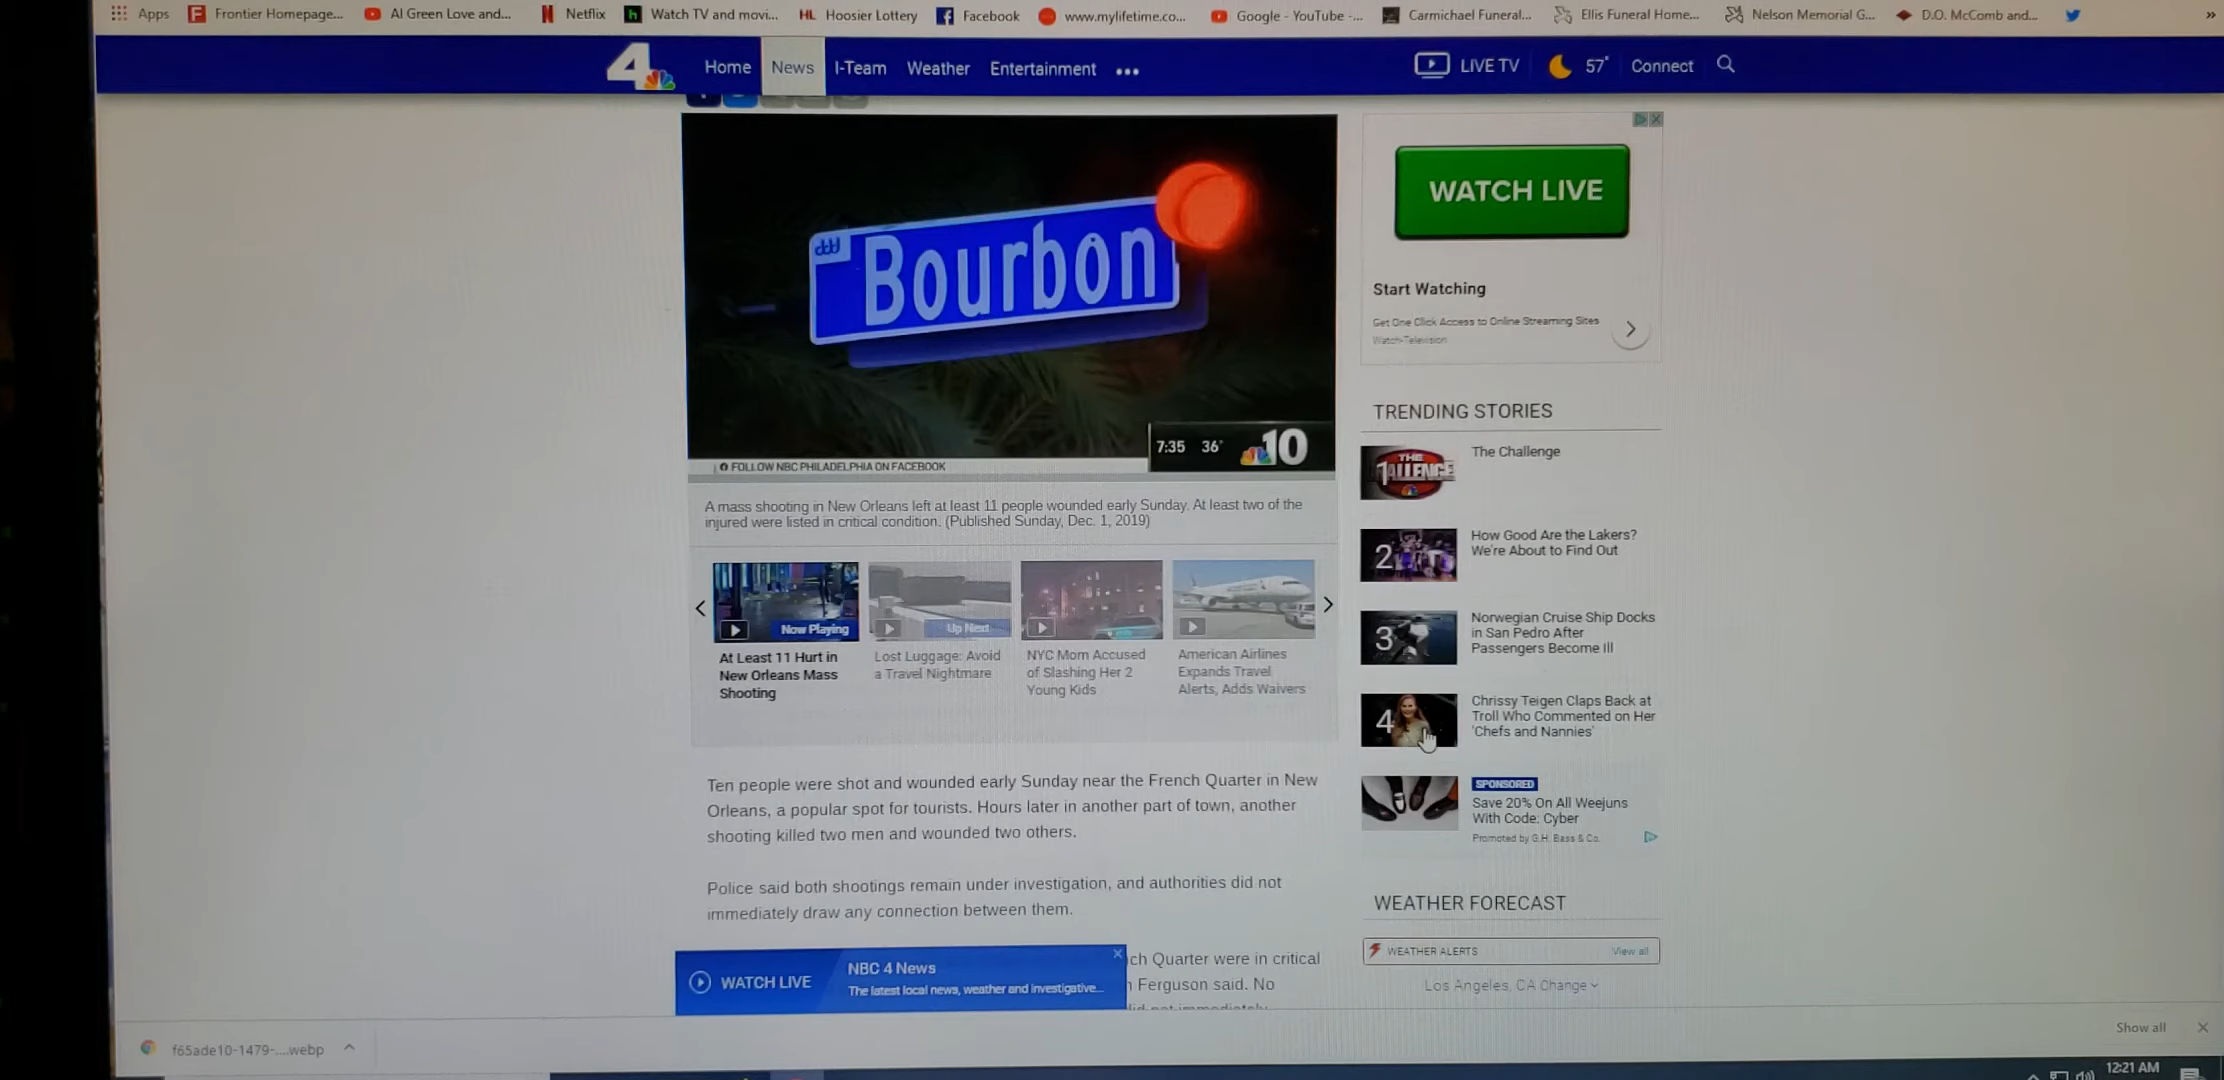 Apps
Frontier Homepage...
Al Green Love and...
Netflix
Watch TV and movi...
Hoosier Lottery
Facebook
www.mylifetime.co...
Google - YouTube -...
Carmichael Funeral...
Ellis Funeral Home...
Nelson Memorial G...
D.O. McComb and...
»
4
Home
News
I-Team
Weather
Entertainment
•••
LIVE TV
57°
Connect
Bourbon
7:35 36° 10
FOLLOW NBC PHILADELPHIA ON FACEBOOK
A mass shooting in New Orleans left at least 11 people wounded early Sunday. At least two of the
injured were listed in critical condition. (Published Sunday, Dec. 1, 2019)
Now Playing
At Least 11 Hurt in
New Orleans Mass
Shooting
Up Next
Lost Luggage: Avoid
a Travel Nightmare
NYC Mom Accused
of Slashing Her 2
Young Kids
American Airlines
Expands Travel
Alerts, Adds Waivers
Ten people were shot and wounded early Sunday near the French Quarter in New
Orleans, a popular spot for tourists. Hours later in another part of town, another
shooting killed two men and wounded two others.
Police said both shootings remain under investigation, and authorities did not
immediately draw any connection between them.
ch Quarter were in critical
Ferguson said. No
WATCH LIVE
NBC 4 News
The latest local news, weather and investigative...
WATCH LIVE
Start Watching
Get One Click Access to Online Streaming Sites
Watch-Television
TRENDING STORIES
THE
The Challenge
2
How Good Are the Lakers?
We're About to Find Out
3
Norwegian Cruise Ship Docks
in San Pedro After
Passengers Become Ill
4
Chrissy Teigen Claps Back at
Troll Who Commented on Her
'Chefs and Nannies'
SPONSORED
Save 20% On All Weejuns
With Code: Cyber
Promoted by G.H. Bass & Co.
WEATHER FORECAST
WEATHER ALERTS
View all
Los Angeles, CA Change
f65ade10-1479-....webp
Show all
12:21 AM